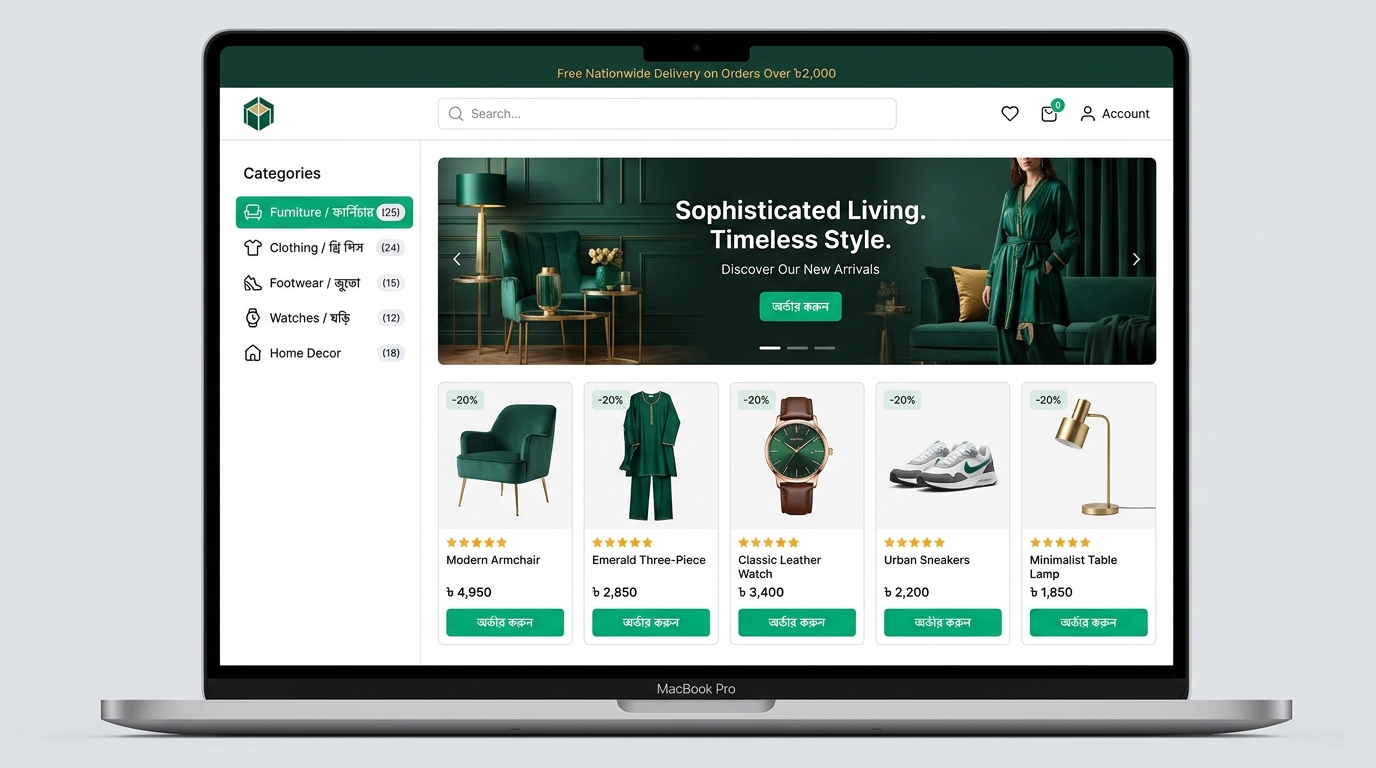 Free Nationwide Delivery on Orders Over ৳2,000
Search...
0
Account
Categories
Furniture / ফার্নিচার (25)
Clothing / থ্রি পিস (24)
Footwear / জুতো (15)
Watches / ঘড়ি (12)
Home Decor (18)
Sophisticated Living.
Timeless Style.
Discover Our New Arrivals
অর্ডার করুন
-20%
-20%
-20%
-20%
-20%
Modern Armchair
৳ 4,950
অর্ডার করুন
Emerald Three-Piece
৳ 2,850
অর্ডার করুন
Classic Leather
Watch
৳ 3,400
অর্ডার করুন
Urban Sneakers
৳ 2,200
অর্ডার করুন
Minimalist Table
Lamp
৳ 1,850
অর্ডার করুন
MacBook Pro